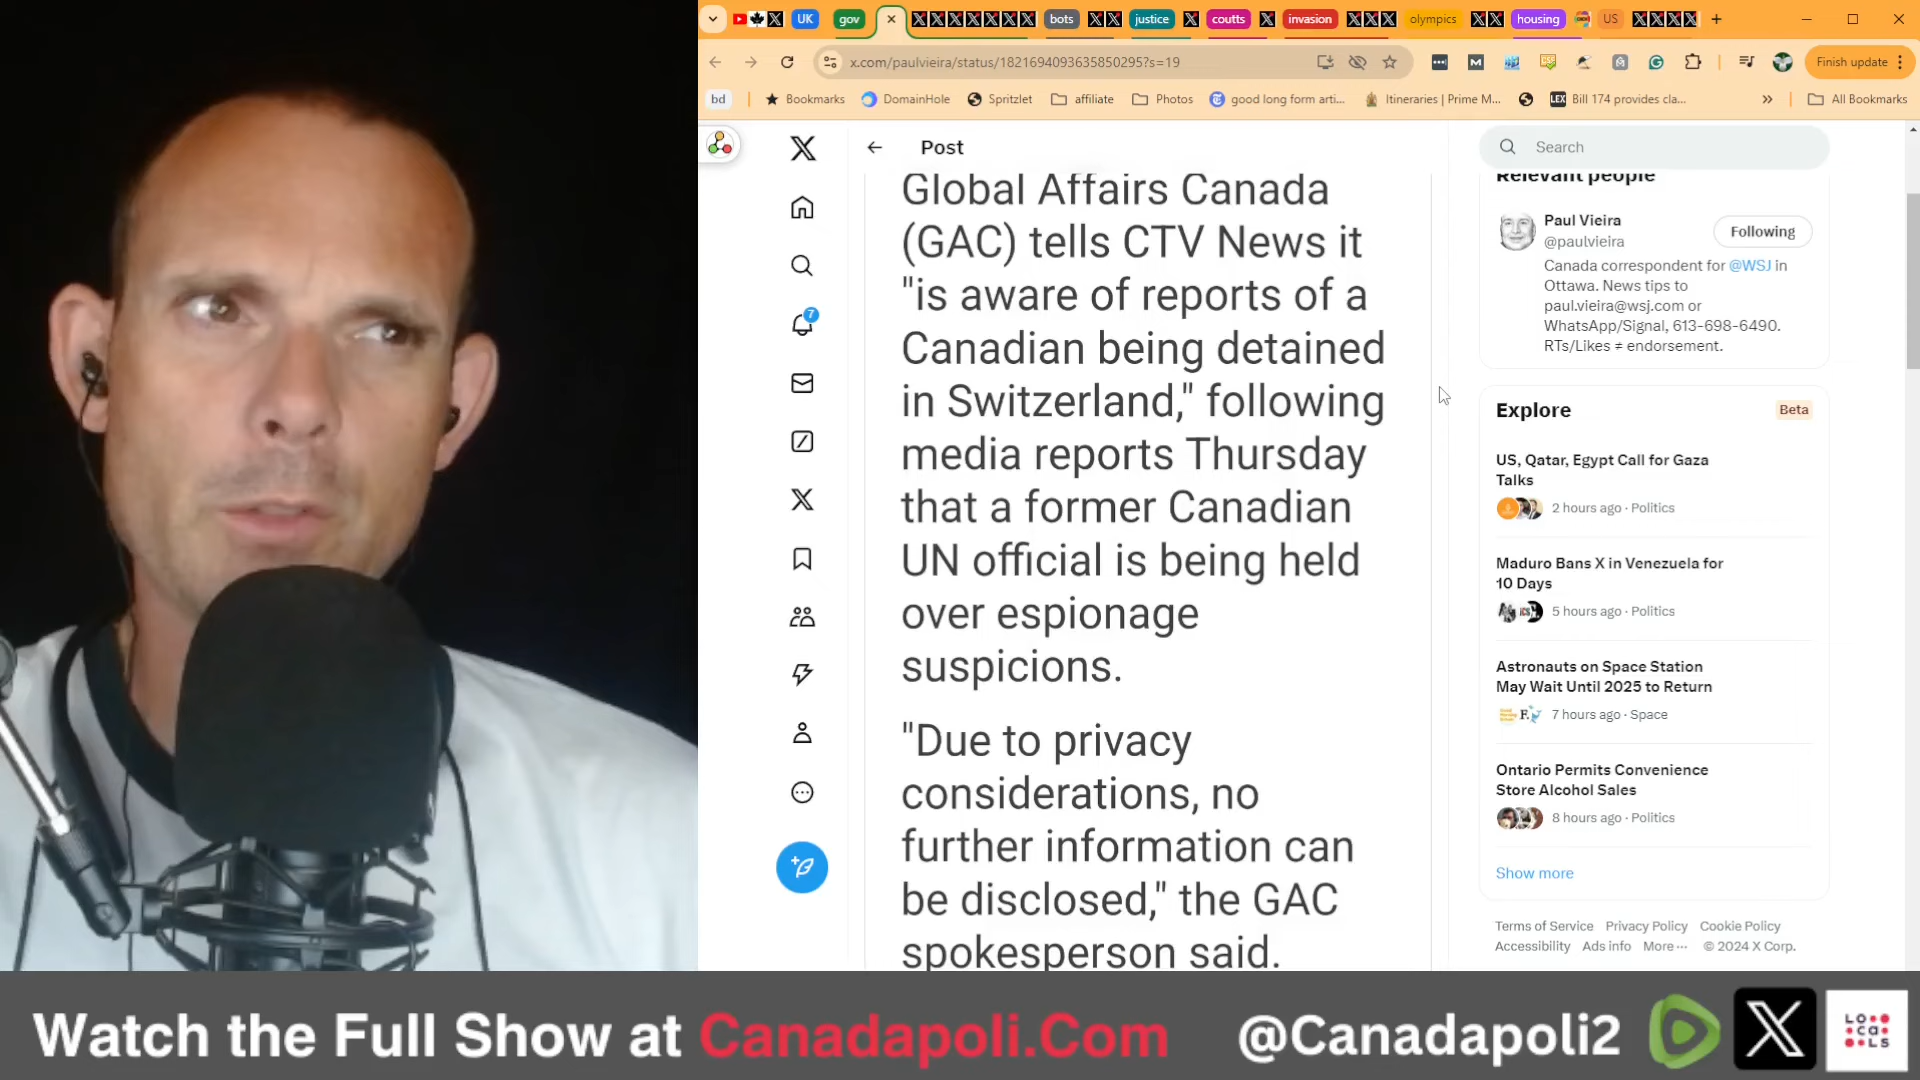 UK
gov
bots
justice
coutts
invasion
olympics
housing
US
x.com/paulvieira/status/1821694093635850295?s=19
Finish update
bd
Bookmarks
DomainHole
Spritzlet
affiliate
Photos
good long form arti...
Itineraries | Prime M...
LEX
Bill 174 provides cla...
All Bookmarks
Post
Search
Global Affairs Canada
(GAC) tells CTV News it
"is aware of reports of a
Canadian being detained
in Switzerland," following
media reports Thursday
that a former Canadian
UN official is being held
over espionage
suspicions.
"Due to privacy
considerations, no
further information can
be disclosed," the GAC
spokesperson said.
7
Relevant people
Paul Vieira
@paulvieira
Following
Canada correspondent for @WSJ in
Ottawa. News tips to
paul.vieira@wsj.com or
WhatsApp/Signal, 613-698-6490.
RTs/Likes ≠ endorsement.
Explore
Beta
US, Qatar, Egypt Call for Gaza
Talks
2 hours ago · Politics
Maduro Bans X in Venezuela for
10 Days
5 hours ago · Politics
Astronauts on Space Station
May Wait Until 2025 to Return
7 hours ago · Space
Ontario Permits Convenience
Store Alcohol Sales
8 hours ago · Politics
Show more
Terms of Service Privacy Policy Cookie Policy
Accessibility Ads info More ··· © 2024 X Corp.
Watch the Full Show at Canadapoli.Com
@Canadapoli2
LO
CA
LS